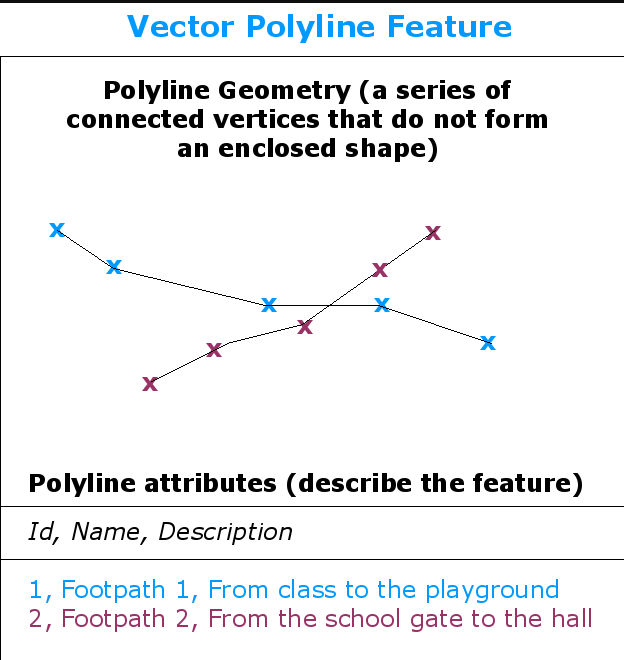 Vector Polyline Feature
Polyline Geometry (a series of
connected vertices that do not form
an enclosed shape)
x x
x x
x x
x
x
x
x
Polyline attributes (describe the feature)
Id, Name, Description
1, Footpath 1, From class to the playground
2, Footpath 2, From the school gate to the hall